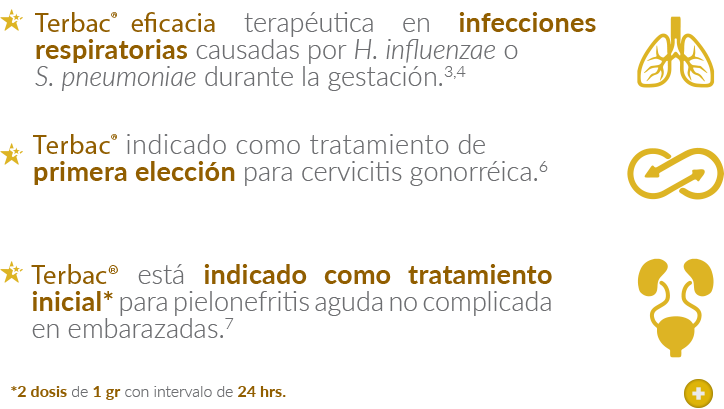 Terbac® eficacia terapéutica en infecciones
respiratorias causadas por H. influenzae o
S. pneumoniae durante la gestación.3,4
Terbac® indicado como tratamiento de
primera elección para cervicitis gonorréica.6
Terbac® está indicado como tratamiento
inicial* para pielonefritis aguda no complicada
en embarazadas.7
*2 dosis de 1 gr con intervalo de 24 hrs.